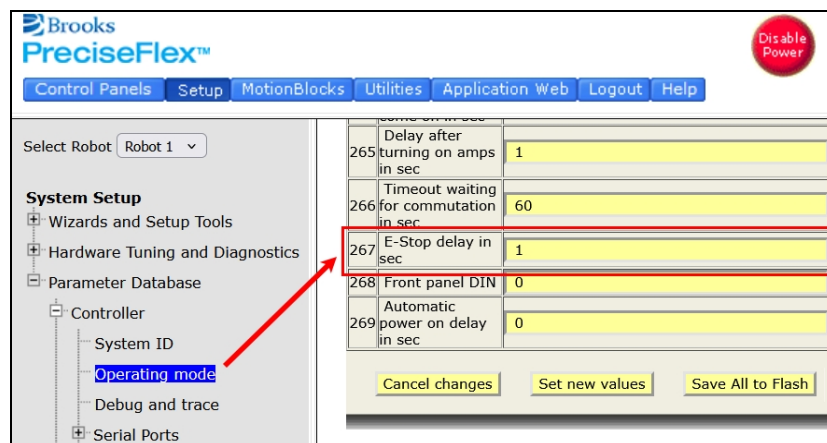 Brooks
PreciseFlex™
Disable
Power
Control Panels Setup MotionBlocks Utilities Application Web Logout Help
Select Robot Robot 1
System Setup
Wizards and Setup Tools
Hardware Tuning and Diagnostics
Parameter Database
Controller
System ID
Operating mode
Debug and trace
Serial Ports
come on in sec
265 Delay after
turning on amps
in sec
1
266 Timeout waiting
for commutation
in sec
60
267 E-Stop delay in
sec
1
268 Front panel DIN 0
269 Automatic
power on delay
in sec
0
Cancel changes Set new values Save All to Flash